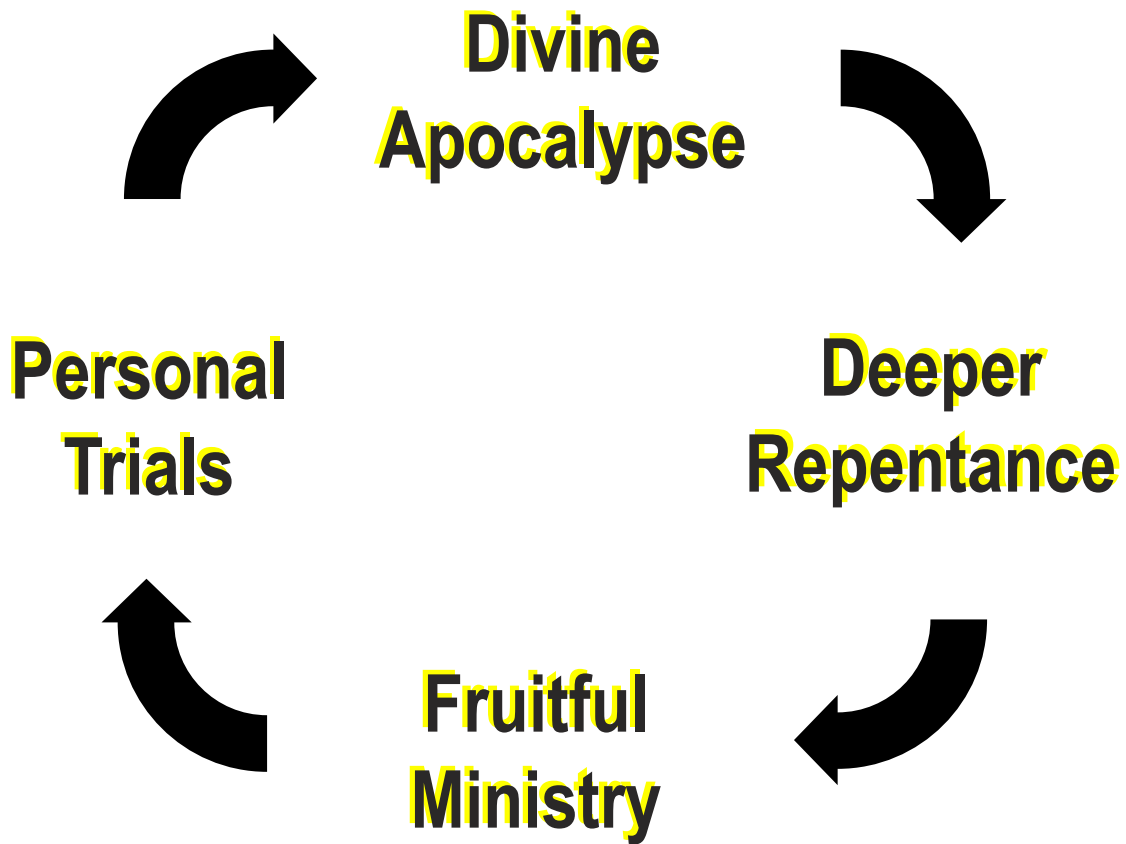 Divine
Apocalypse
Personal
Trials
Deeper
Repentance
Fruitful
Ministry